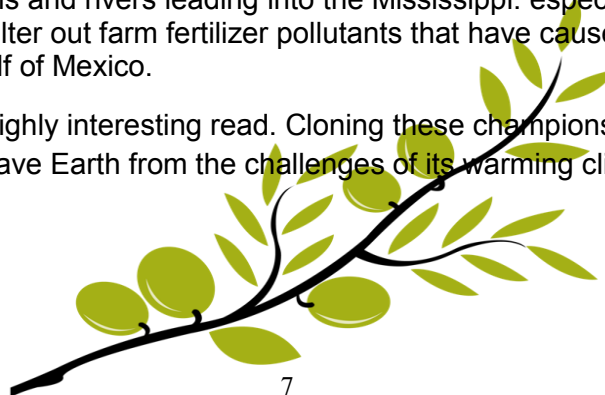 s and rivers leading into the Mississippi. espec
lter out farm fertilizer pollutants that have cause
lf of Mexico.
ighly interesting read. Cloning these champions
ave Earth from the challenges of its warming cli
7